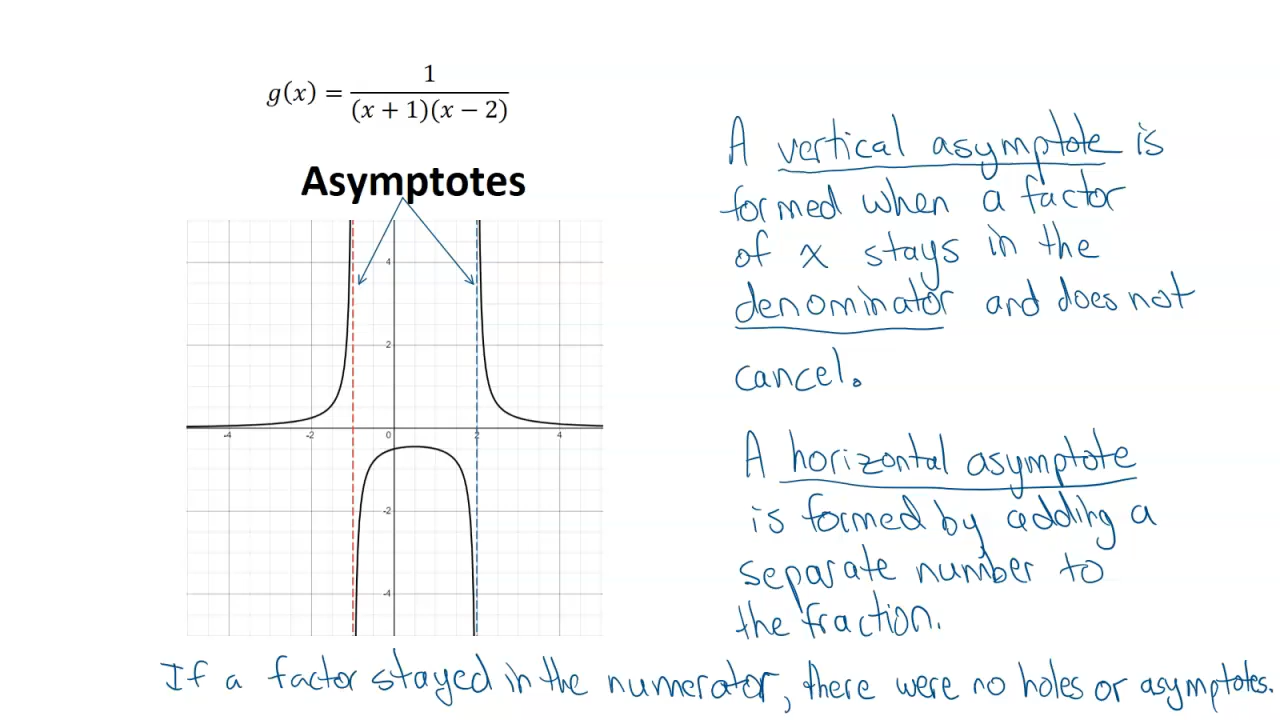 g(x) = 1 / (x + 1)(x − 2)
Asymptotes
4
2
-4
-2
0
2
4
-2
-4
A vertical asymptote is
formed when a factor
of x stays in the
denominator and does not
cancel.
A horizontal asymptote
is formed by adding a
separate number to
the fraction.
If a factor stayed in the numerator, there were no holes or asymptotes.